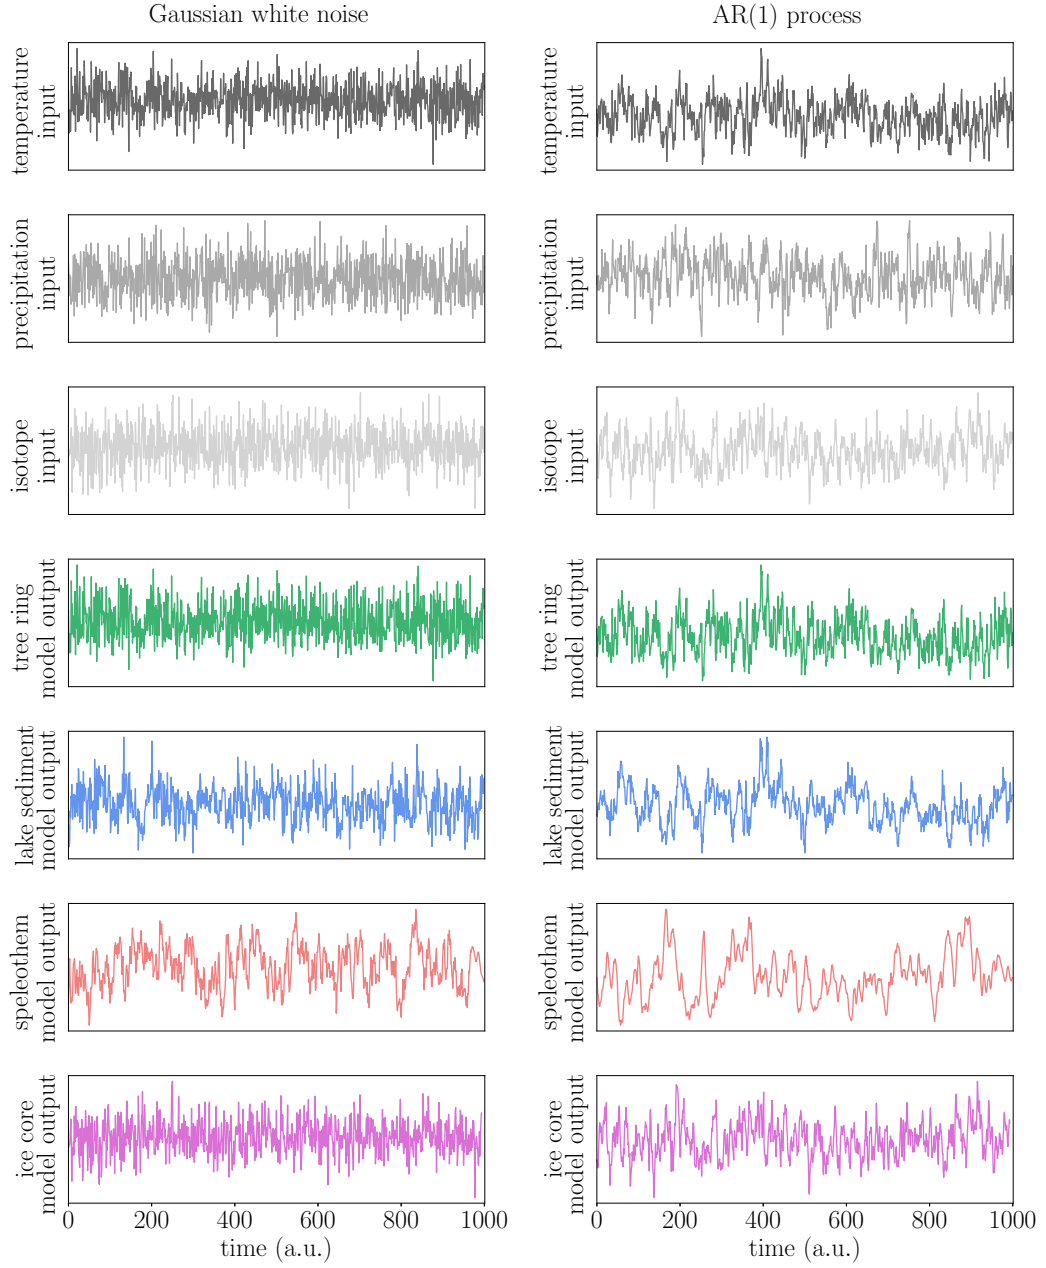 Gaussian white noise
AR(1) process
temperature
input
temperature
input
precipitation
input
precipitation
input
isotope
input
isotope
input
tree ring
model output
tree ring
model output
lake sediment
model output
lake sediment
model output
speleothem
model output
speleothem
model output
ice core
model output
ice core
model output
0 200 400 600 800 1000
0 200 400 600 800 1000
time (a.u.)
time (a.u.)